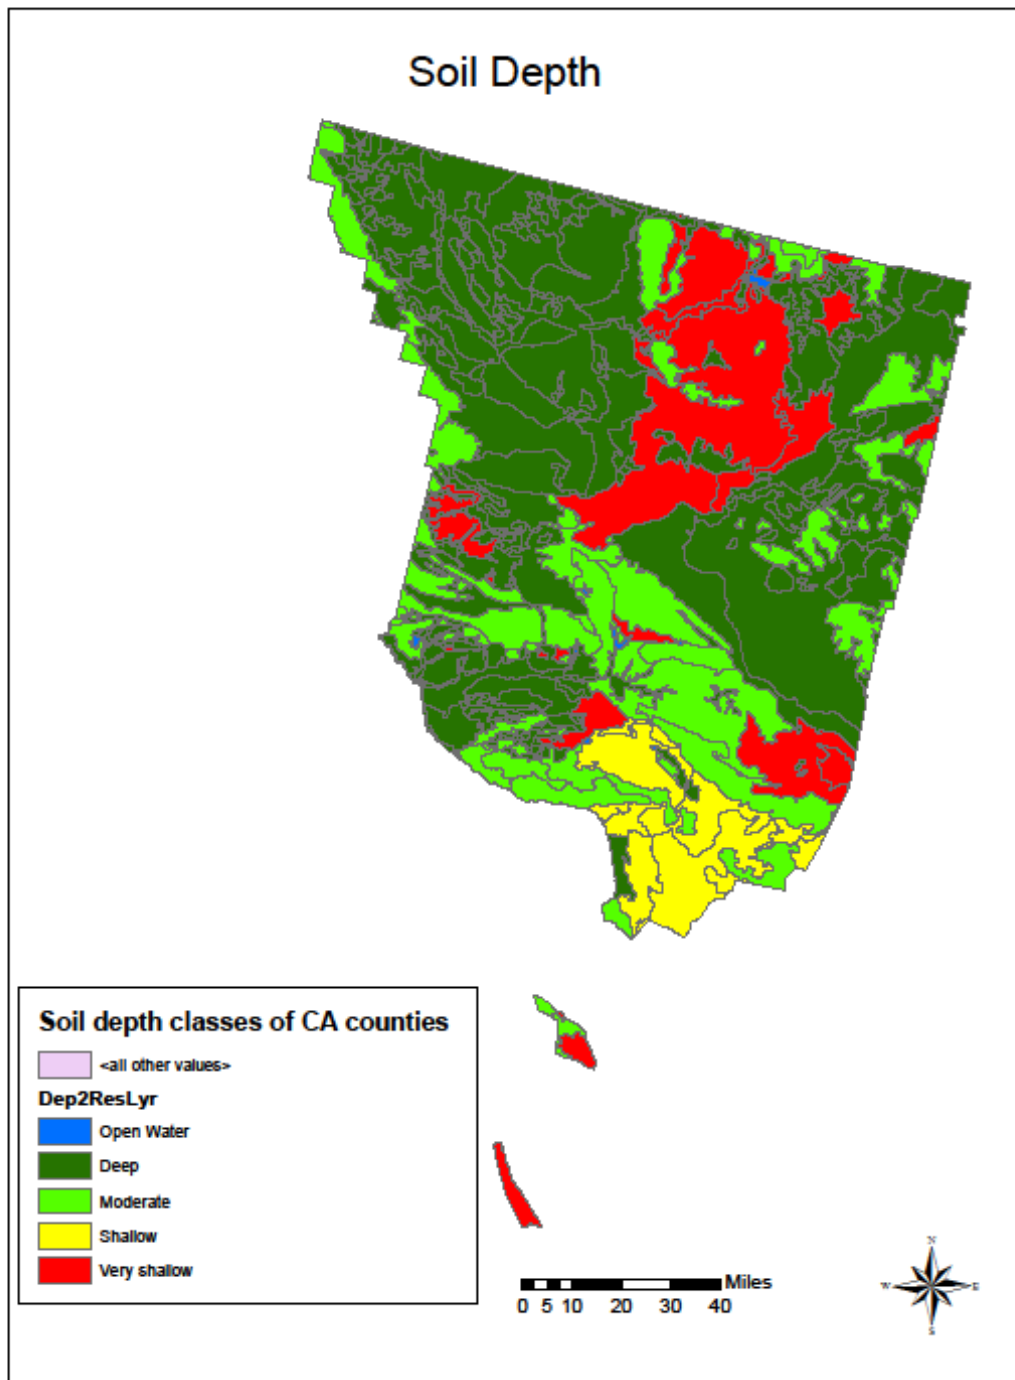 Soil Depth
Soil depth classes of CA counties
<all other values>
Dep2ResLyr
Open Water
Deep
Moderate
Shallow
Very shallow
Miles
0 5 10 20 30 40
N
W E
S